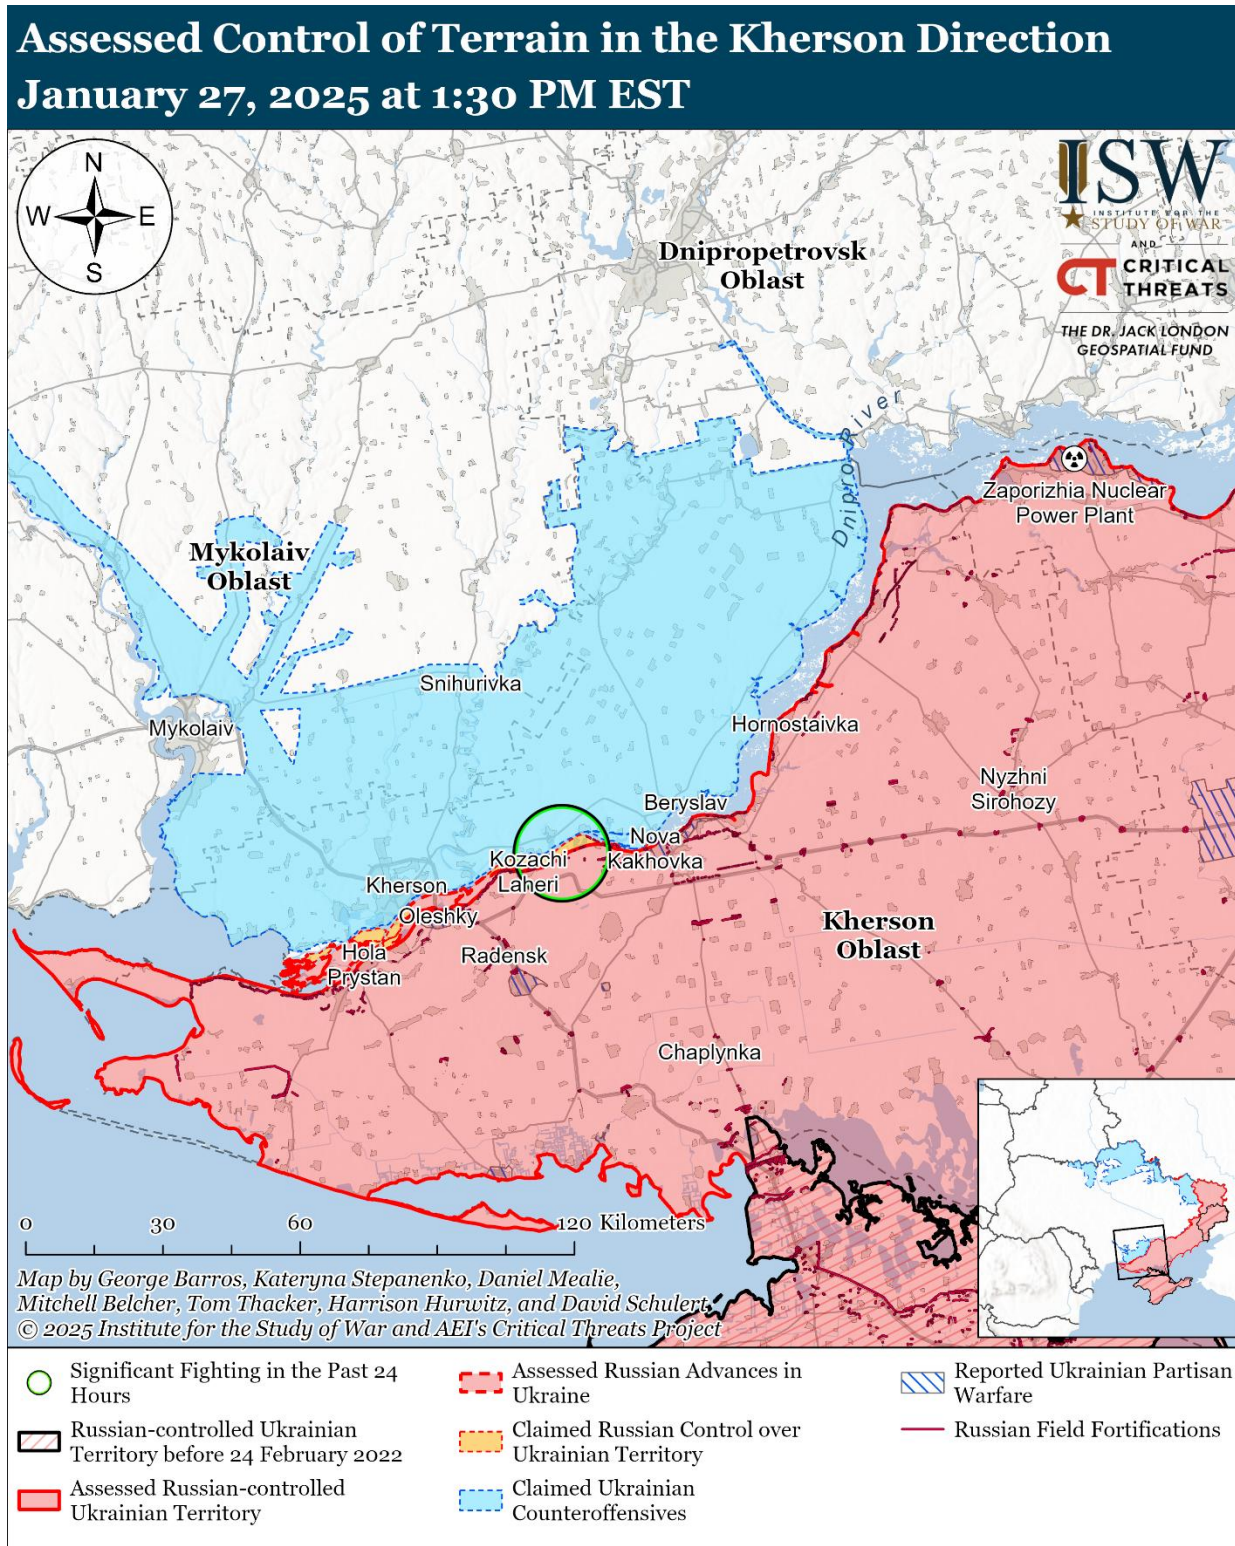 Assessed Control of Terrain in the Kherson Direction
January 27, 2025 at 1:30 PM EST
N
W
E
S
ISW
INSTITUTE FOR THE
STUDY OF WAR
AND
CT CRITICAL
THREATS
THE DR. JACK LONDON
GEOSPATIAL FUND
Dnipropetrovsk
Oblast
Dnipro River
Zaporizhia Nuclear
Power Plant
Mykolaiv
Oblast
Snihurivka
Mykolaiv
Hornostaivka
Nyzhni
Sirohozy
Beryslav
Nova
Kakhovka
Kozachi
Laheri
Kherson
Oleshky
Kherson
Oblast
Hola
Prystan
Radensk
Chaplynka
0 30 60 120 Kilometers
Map by George Barros, Kateryna Stepanenko, Daniel Mealie,
Mitchell Belcher, Tom Thacker, Harrison Hurwitz, and David Schulert
© 2025 Institute for the Study of War and AEI's Critical Threats Project
Significant Fighting in the Past 24
Hours
Russian-controlled Ukrainian
Territory before 24 February 2022
Assessed Russian-controlled
Ukrainian Territory
Assessed Russian Advances in
Ukraine
Claimed Russian Control over
Ukrainian Territory
Claimed Ukrainian
Counteroffensives
Reported Ukrainian Partisan
Warfare
Russian Field Fortifications